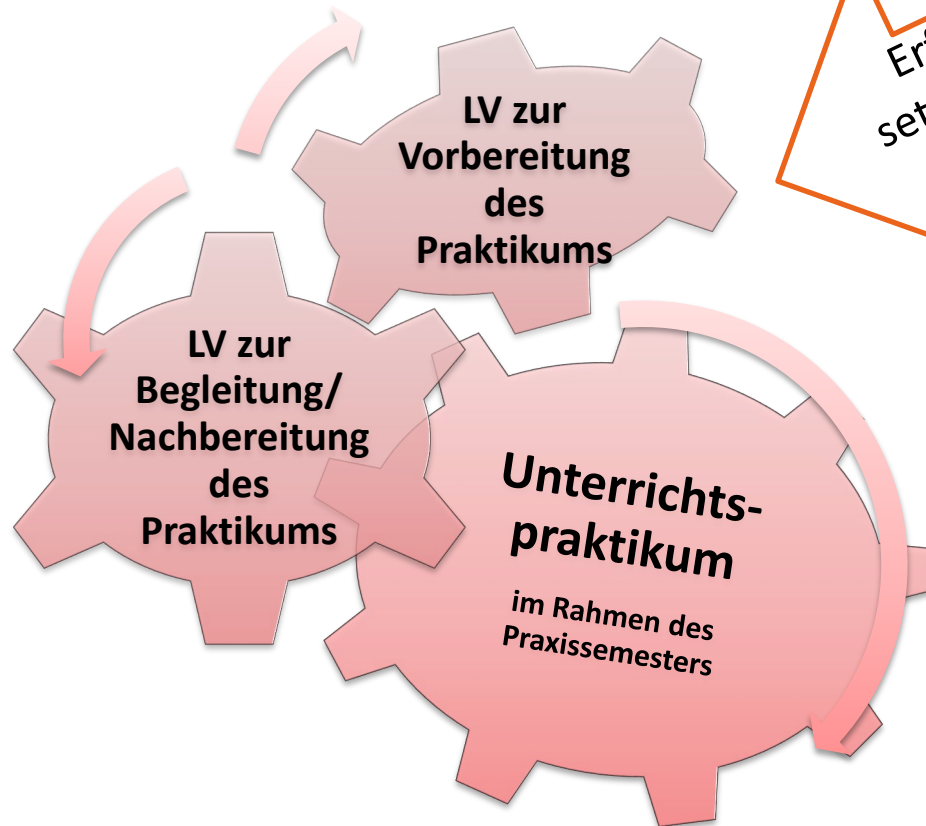 LV zur
Vorbereitung
des
Praktikums
LV zur
Begleitung/
Nachbereitung
des
Praktikums
Unterrichts-
praktikum
im Rahmen des
Praxissemesters